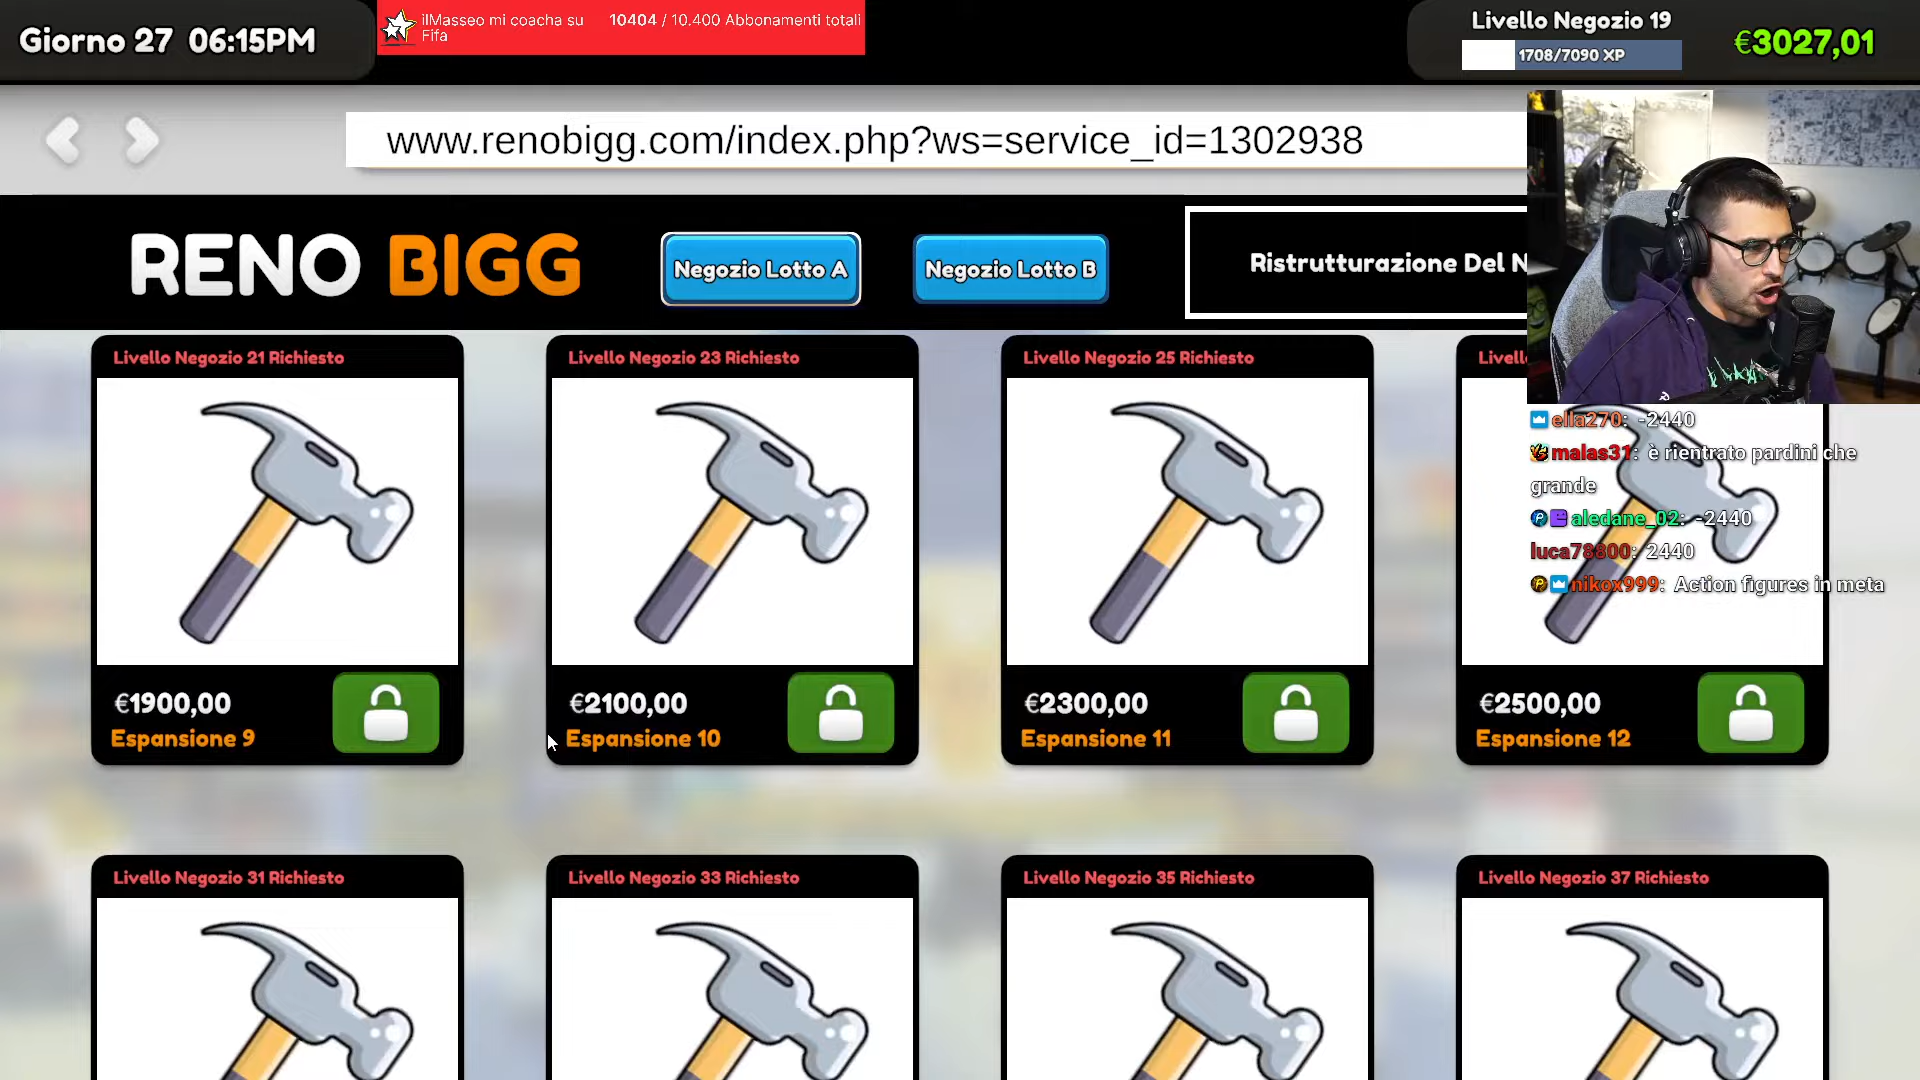 Giorno 27 06:15PM
ilMasseo mi coacha su
Fifa
10404 / 10.400 Abbonamenti totali
Livello Negozio 19
1708/7090 XP
€3027,01
www.renobigg.com/index.php?ws=service_id=1302938
RENO BIGG
Negozio Lotto A
Negozio Lotto B
Ristrutturazione Del N
Livello Negozio 21 Richiesto
Livello Negozio 23 Richiesto
Livello Negozio 25 Richiesto
Livell
ella270: -2440
malas31: è rientrato pardini che
grande
aledane_02: -2440
luca78800: 2440
nikox999: Action figures in meta
€1900,00
Espansione 9
€2100,00
Espansione 10
€2300,00
Espansione 11
€2500,00
Espansione 12
Livello Negozio 31 Richiesto
Livello Negozio 33 Richiesto
Livello Negozio 35 Richiesto
Livello Negozio 37 Richiesto